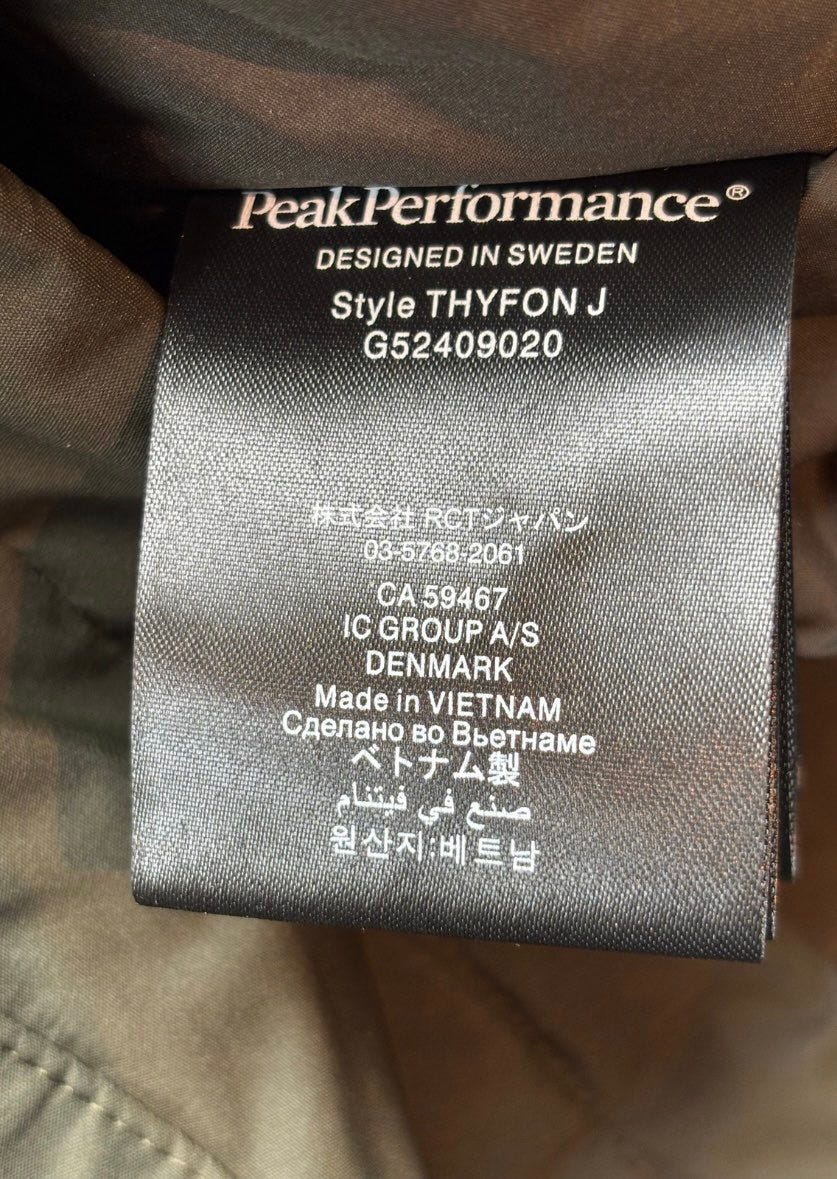 PeakPerformance®
DESIGNED IN SWEDEN
Style THYFON J
G52409020
株式会社 RCTジャパン
03-5768-2061
CA 59467
IC GROUP A/S
DENMARK
Made in VIETNAM
Сделано во Вьетнаме
ベトナム製
صنع في فيتنام
원산지:베트남